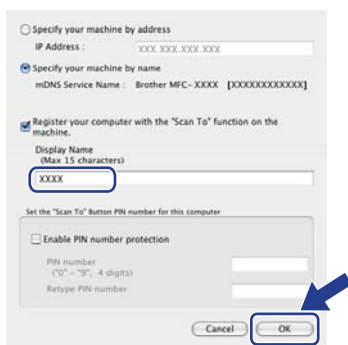 Specify your machine by address
IP Address : XXX.XXX.XXX.XXX
Specify your machine by name
mDNS Service Name : Brother MFC-XXXX [XXXXXXXXXXXX]
Register your computer with the "Scan To" function on the
machine.
Display Name
(Max 15 characters)
XXXX
Set the "Scan To" Button PIN number for this computer
Enable PIN number protection
PIN number
("0" - "9", 4 digits)
Retype PIN number
Cancel OK